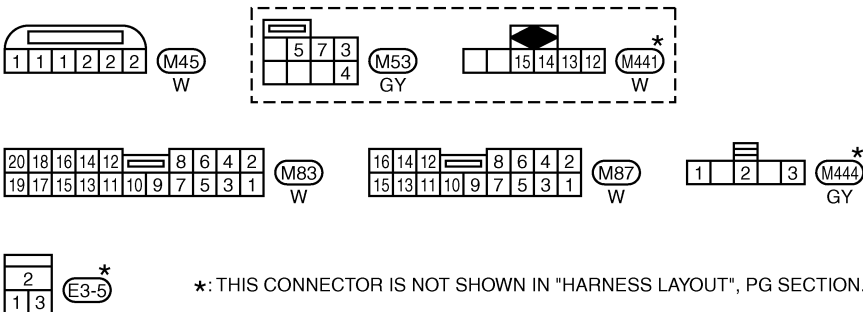 1 1 1 2 2 2 M45
W
5 7 3
4 M53
GY
15 14 13 12 M441 *
W
20 18 16 14 12 8 6 4 2
19 17 15 13 11 10 9 7 5 3 1 M83
W
16 14 12 8 6 4 2
15 13 11 10 9 7 5 3 1 M87
W
1 2 3 M444 *
GY
2
1 3 E3-5 *
*: THIS CONNECTOR IS NOT SHOWN IN "HARNESS LAYOUT", PG SECTION.